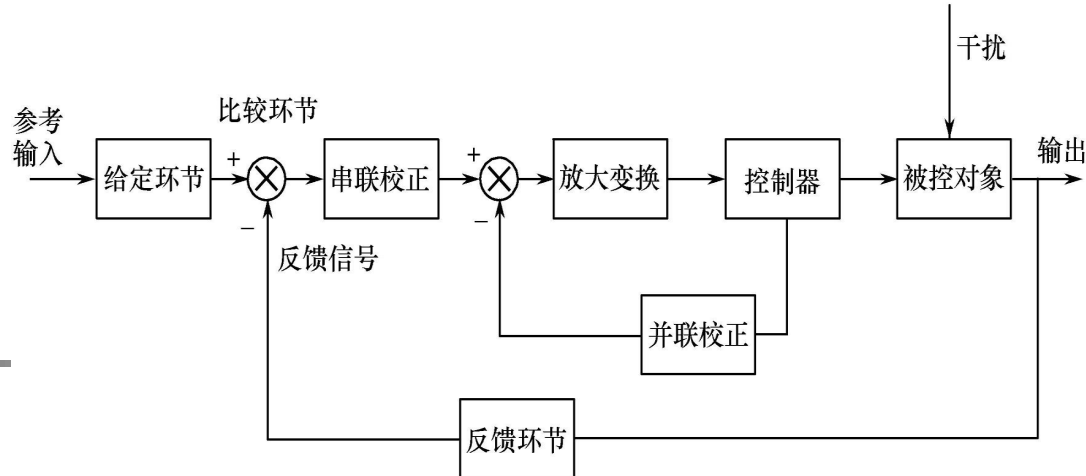 干扰
比较环节
参考
输入
输出
+
+
给定环节
串联校正
放大变换
控制器
被控对象
−
−
反馈信号
并联校正
反馈环节